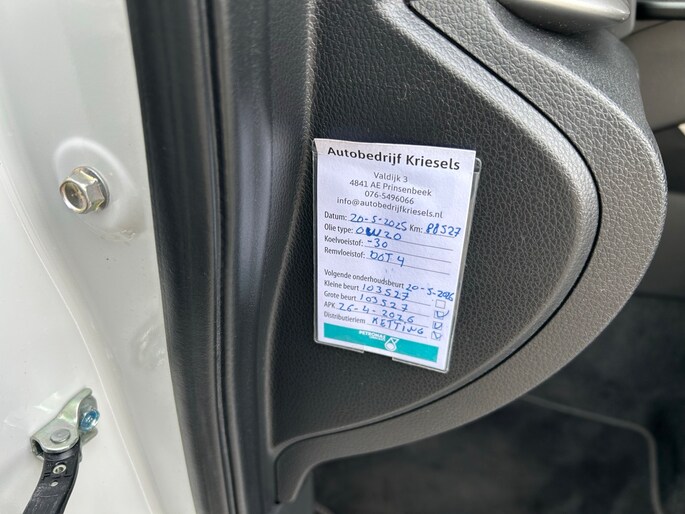 Autobedrijf Kriesels
Valdijk 3
4841 AE Prinsenbeek
076-5496066
info@autobedrijfkriesels.nl
Datum: 20-5-2025 Km: 88527
Olie type: 0W20
Koelvoeistof: -30
Remvloeistof: DOT 4
Volgende onderhoudsbeurt 20-5-2026
Kleine beurt 103527
Grote beurt 103527
APK 26-4-2026
Distributieriem KETTING
PETRONAS